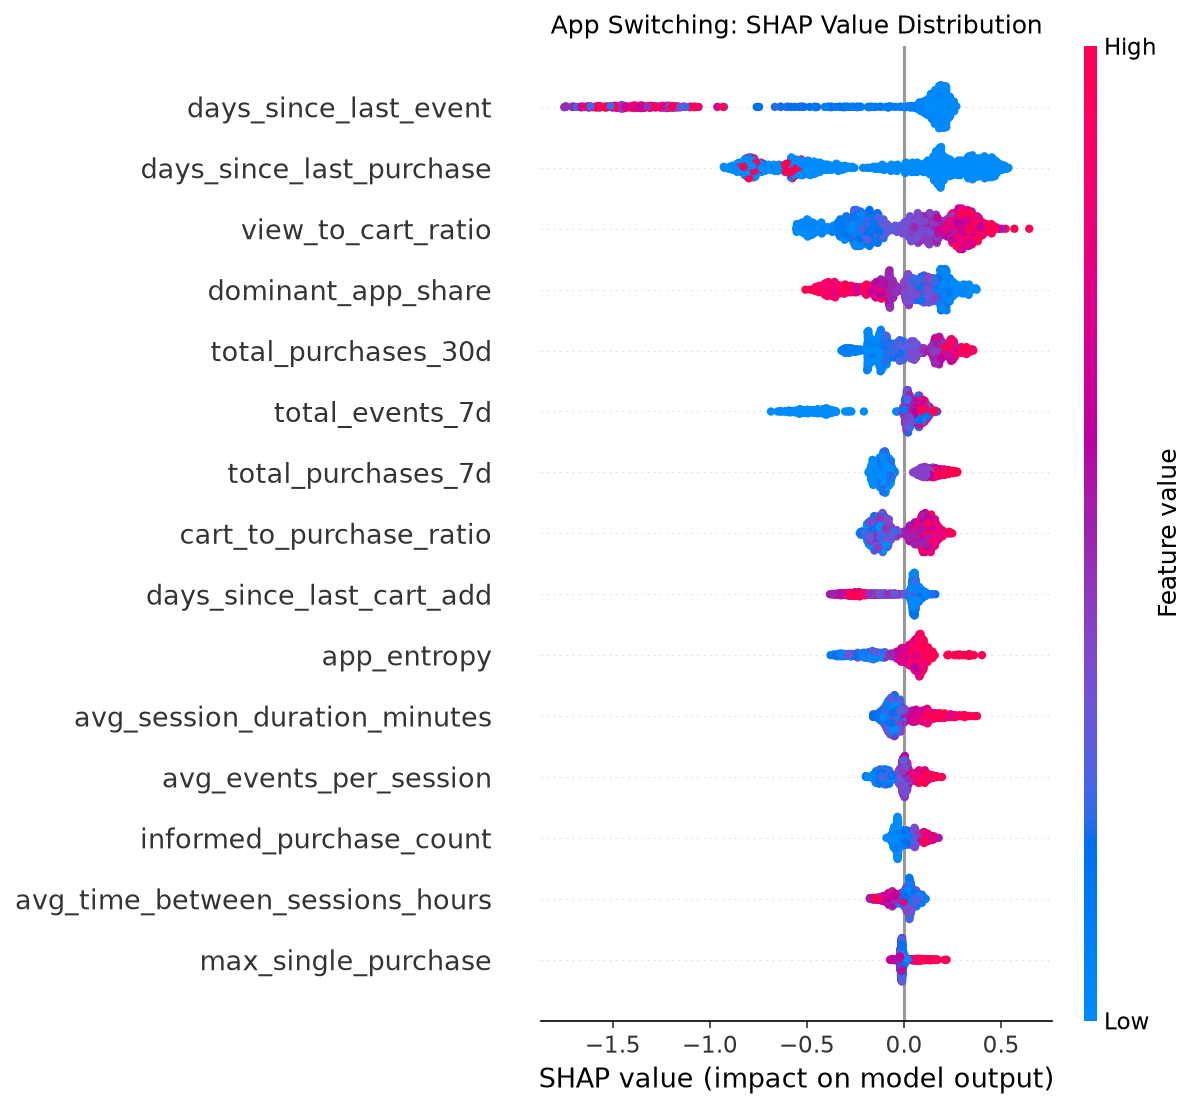 App Switching: SHAP Value Distribution
High
days_since_last_event
days_since_last_purchase
view_to_cart_ratio
dominant_app_share
total_purchases_30d
total_events_7d
total_purchases_7d
cart_to_purchase_ratio
days_since_last_cart_add
app_entropy
avg_session_duration_minutes
avg_events_per_session
informed_purchase_count
avg_time_between_sessions_hours
max_single_purchase
Feature value
Low
−1.5 −1.0 −0.5 0.0 0.5
SHAP value (impact on model output)